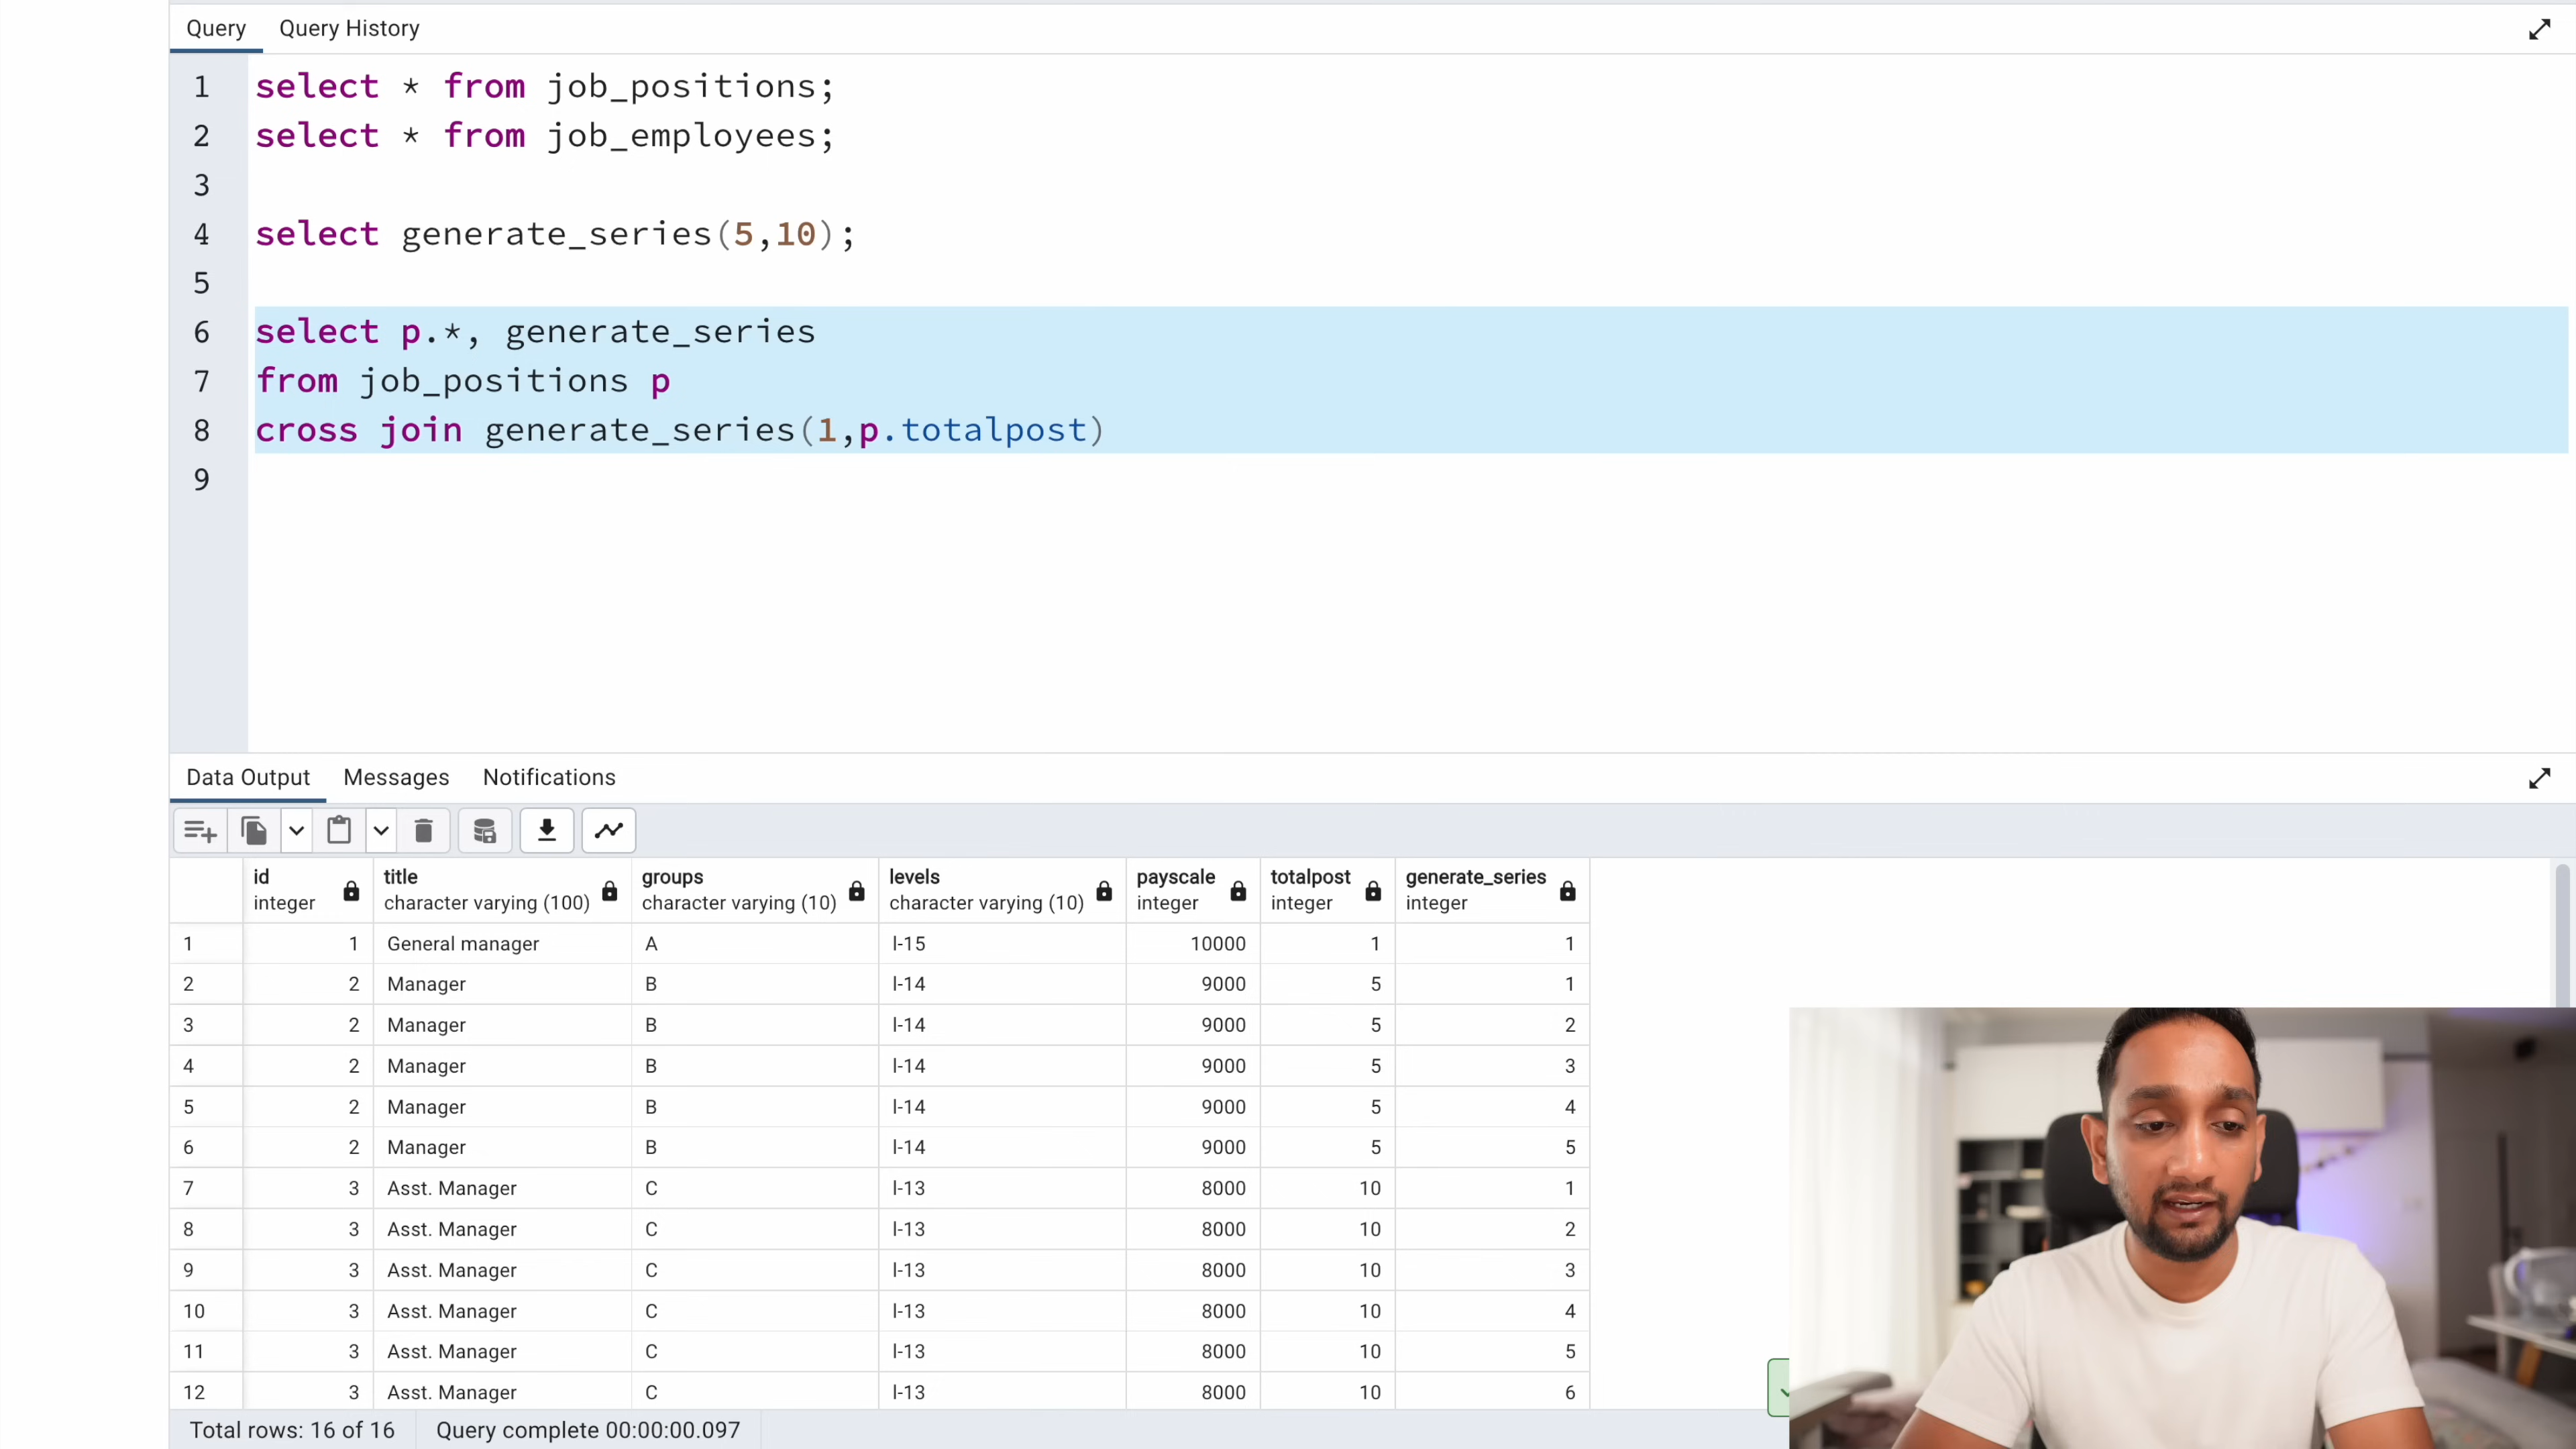 Query Query History
1 select * from job_positions;
2 select * from job_employees;
3
4 select generate_series(5,10);
5
6 select p.*, generate_series
7 from job_positions p
8 cross join generate_series(1,p.totalpost)
9
Data Output Messages Notifications
id title groups levels payscale totalpost generate_series
integer character varying (100) character varying (10) character varying (10) integer integer integer
1 1 General manager A l-15 10000 1 1
2 2 Manager B l-14 9000 5 1
3 2 Manager B l-14 9000 5 2
4 2 Manager B l-14 9000 5 3
5 2 Manager B l-14 9000 5 4
6 2 Manager B l-14 9000 5 5
7 3 Asst. Manager C l-13 8000 10 1
8 3 Asst. Manager C l-13 8000 10 2
9 3 Asst. Manager C l-13 8000 10 3
10 3 Asst. Manager C l-13 8000 10 4
11 3 Asst. Manager C l-13 8000 10 5
12 3 Asst. Manager C l-13 8000 10 6
Total rows: 16 of 16 Query complete 00:00:00.097